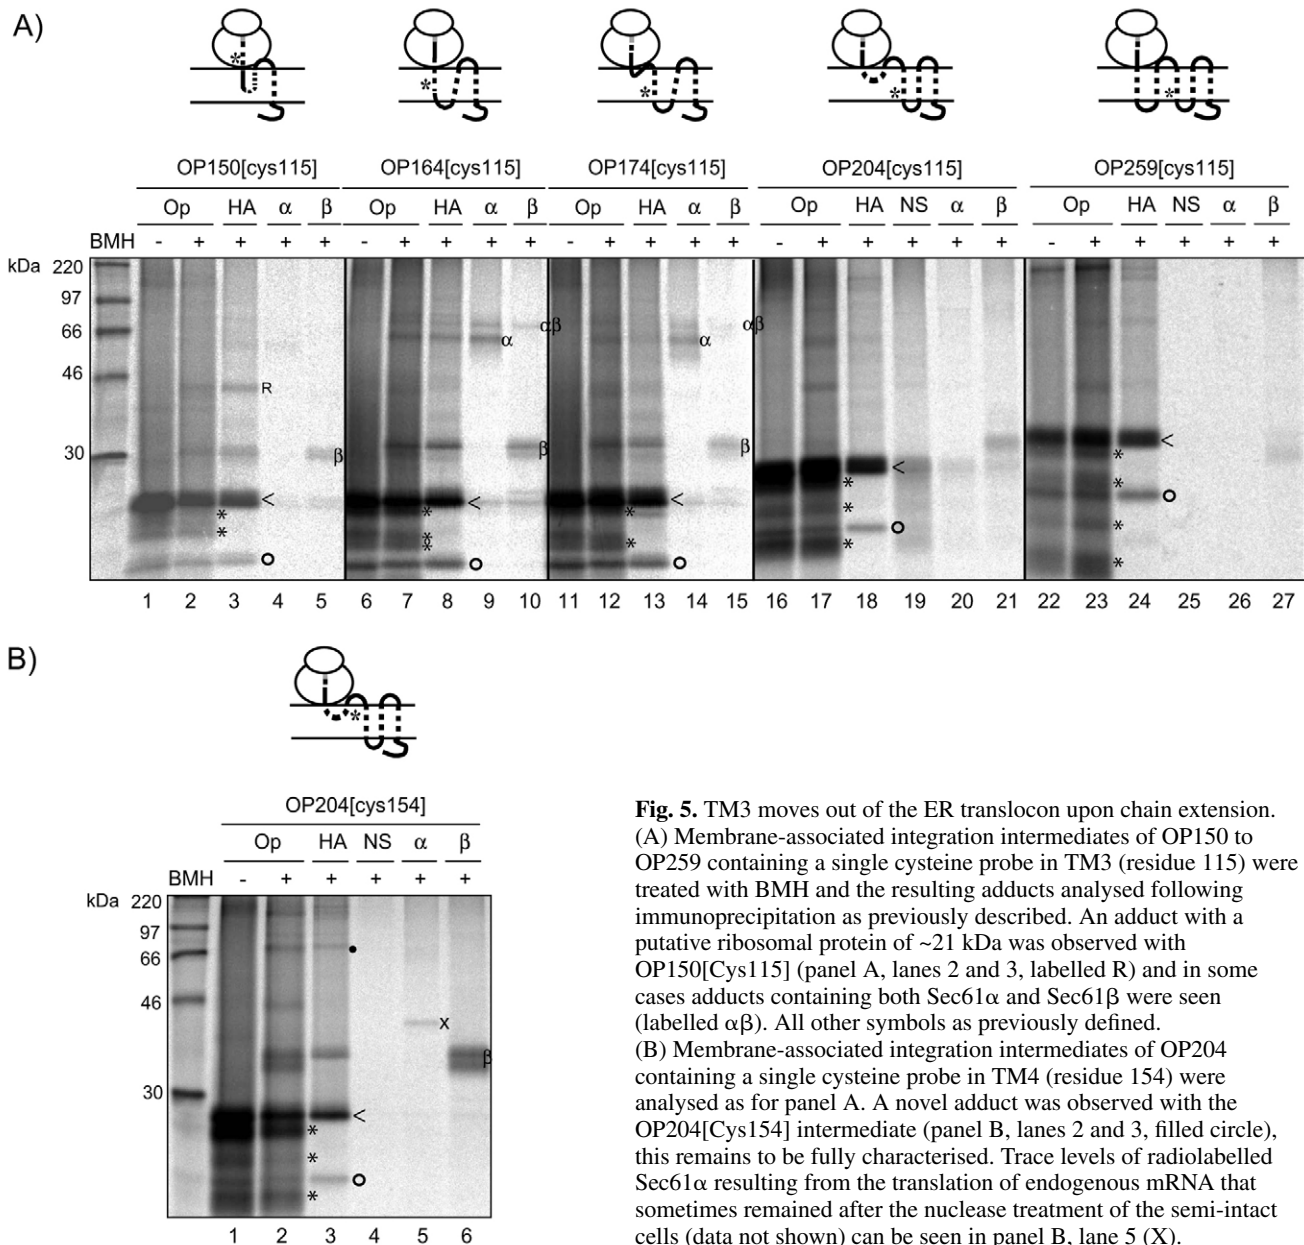 A)
OP150[cys115] OP164[cys115] OP174[cys115] OP204[cys115] OP259[cys115]
Op HA α β Op HA α β Op HA α β Op HA NS α β Op HA NS α β
BMH - + + + + - + + + + - + + + + - + + + + + - + + + + +
kDa 220
97
66
46
30
R
β
<
*
*
o
αβ
α
β
<
*
*
*
o
αβ
α
β
<
*
*
o
<
*
*
*
o
<
*
*
*
*
o
1 2 3 4 5 6 7 8 9 10 11 12 13 14 15 16 17 18 19 20 21 22 23 24 25 26 27
B)
OP204[cys154]
Op HA NS α β
BMH - + + + + +
kDa 220
97
66
46
30
•
x
β
<
*
*
*
o
1 2 3 4 5 6
Fig. 5. TM3 moves out of the ER translocon upon chain extension.
(A) Membrane-associated integration intermediates of OP150 to
OP259 containing a single cysteine probe in TM3 (residue 115) were
treated with BMH and the resulting adducts analysed following
immunoprecipitation as previously described. An adduct with a
putative ribosomal protein of ~21 kDa was observed with
OP150[Cys115] (panel A, lanes 2 and 3, labelled R) and in some
cases adducts containing both Sec61α and Sec61β were seen
(labelled αβ). All other symbols as previously defined.
(B) Membrane-associated integration intermediates of OP204
containing a single cysteine probe in TM4 (residue 154) were
analysed as for panel A. A novel adduct was observed with the
OP204[Cys154] intermediate (panel B, lanes 2 and 3, filled circle),
this remains to be fully characterised. Trace levels of radiolabelled
Sec61α resulting from the translation of endogenous mRNA that
sometimes remained after the nuclease treatment of the semi-intact
cells (data not shown) can be seen in panel B, lane 5 (X).